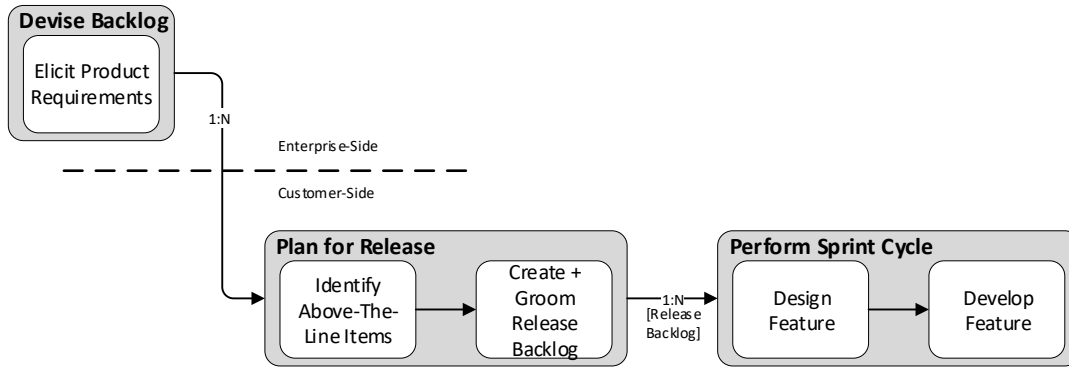 Devise Backlog
Elicit Product
Requirements
1:N
Enterprise-Side
Customer-Side
Plan for Release
Identify
Above-The-
Line Items
Create +
Groom
Release
Backlog
1:N
[Release
Backlog]
Perform Sprint Cycle
Design
Feature
Develop
Feature